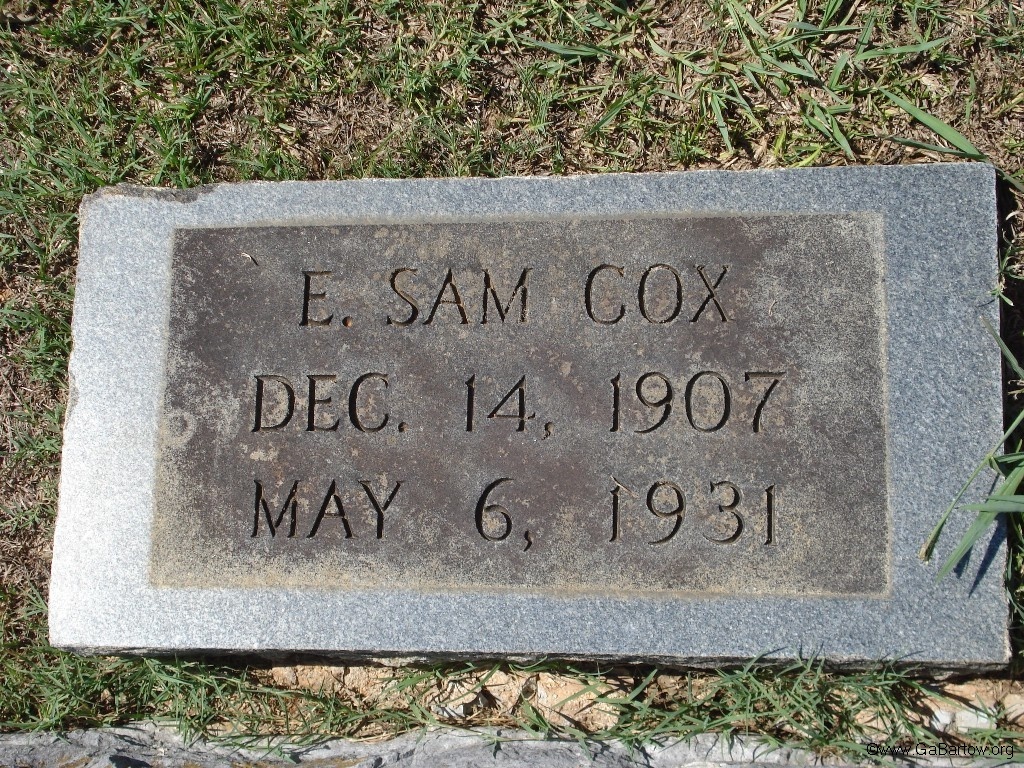 E. SAM COX
DEC. 14, 1907
MAY 6, 1931
©www.GaBartow.org